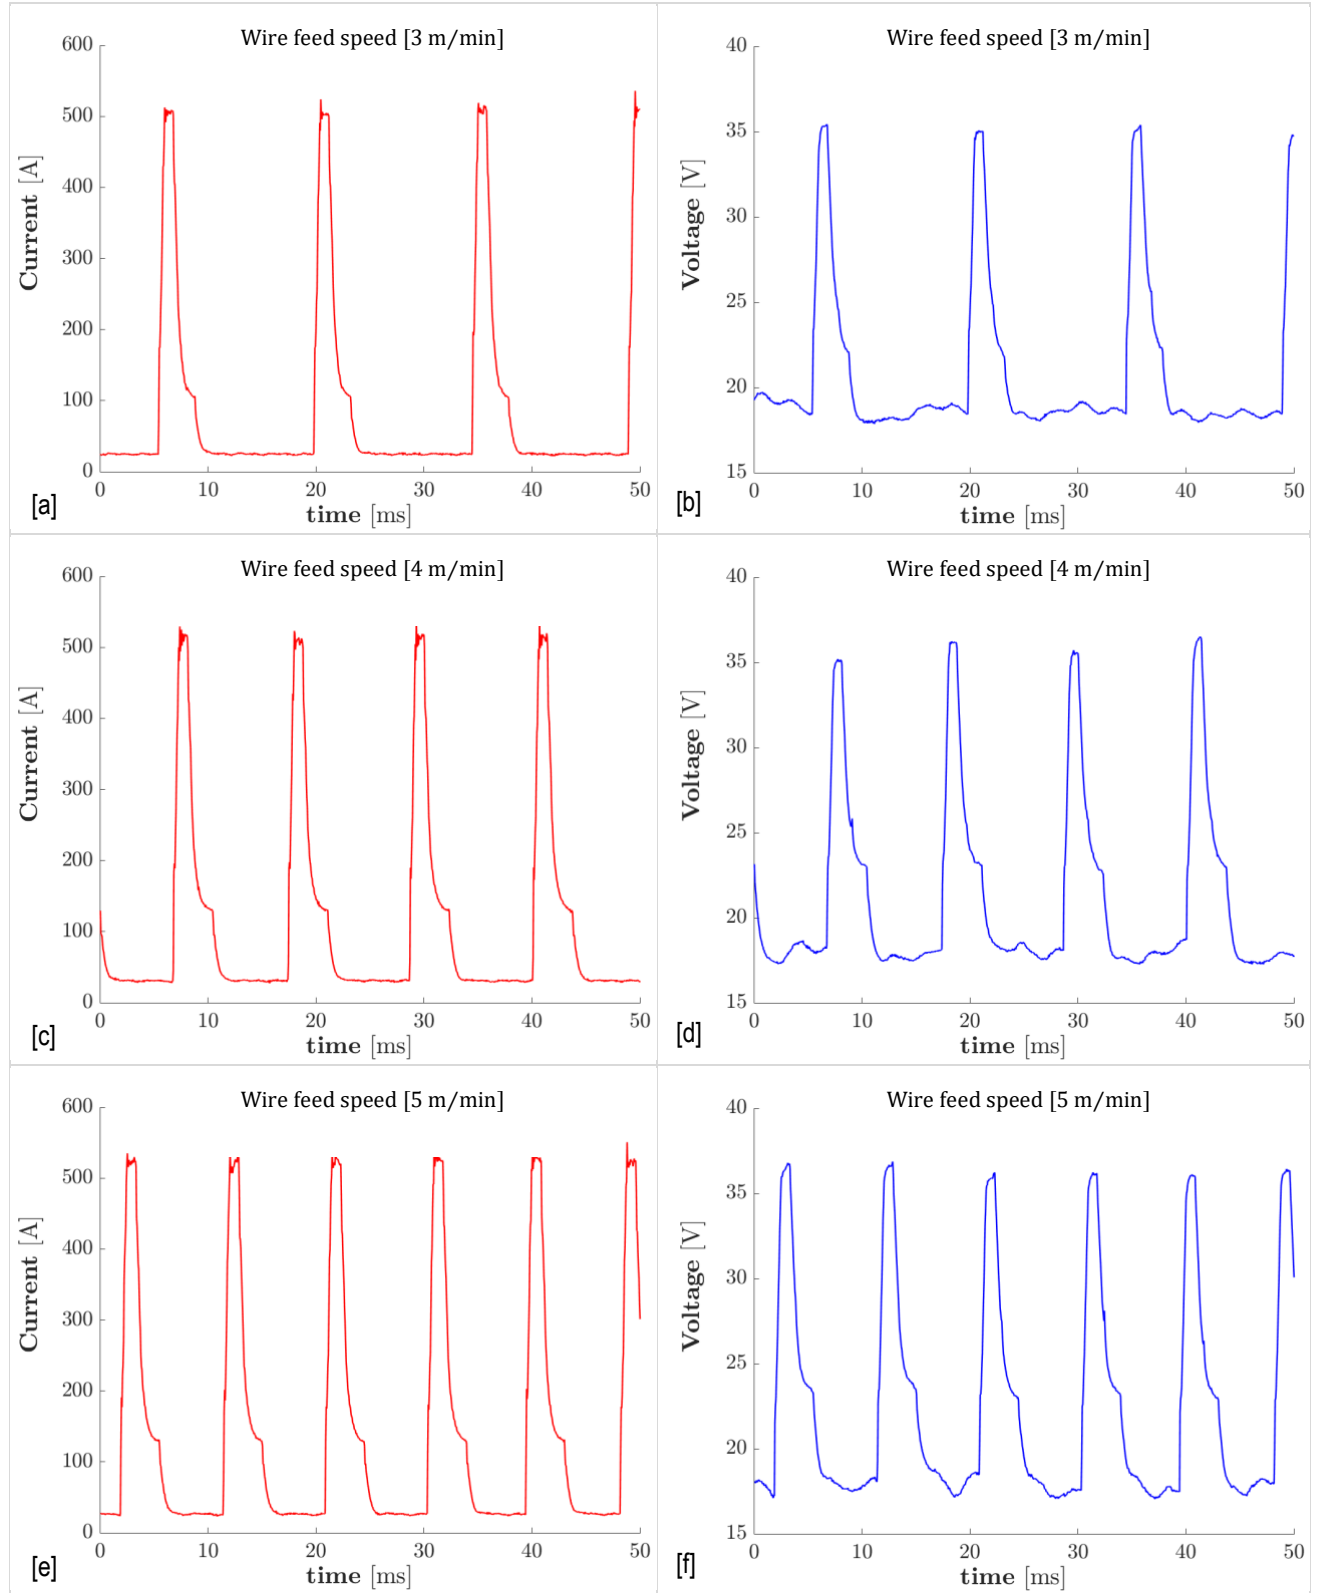 Wire feed speed [3 m/min]
600
500
400
300
200
100
0
Current [A]
0 10 20 30 40 50
time [ms]
[a]
Wire feed speed [3 m/min]
40
35
30
25
20
15
Voltage [V]
0 10 20 30 40 50
time [ms]
[b]
Wire feed speed [4 m/min]
600
500
400
300
200
100
0
Current [A]
0 10 20 30 40 50
time [ms]
[c]
Wire feed speed [4 m/min]
40
35
30
25
20
15
Voltage [V]
0 10 20 30 40 50
time [ms]
[d]
Wire feed speed [5 m/min]
600
500
400
300
200
100
0
Current [A]
0 10 20 30 40 50
time [ms]
[e]
Wire feed speed [5 m/min]
40
35
30
25
20
15
Voltage [V]
0 10 20 30 40 50
time [ms]
[f]